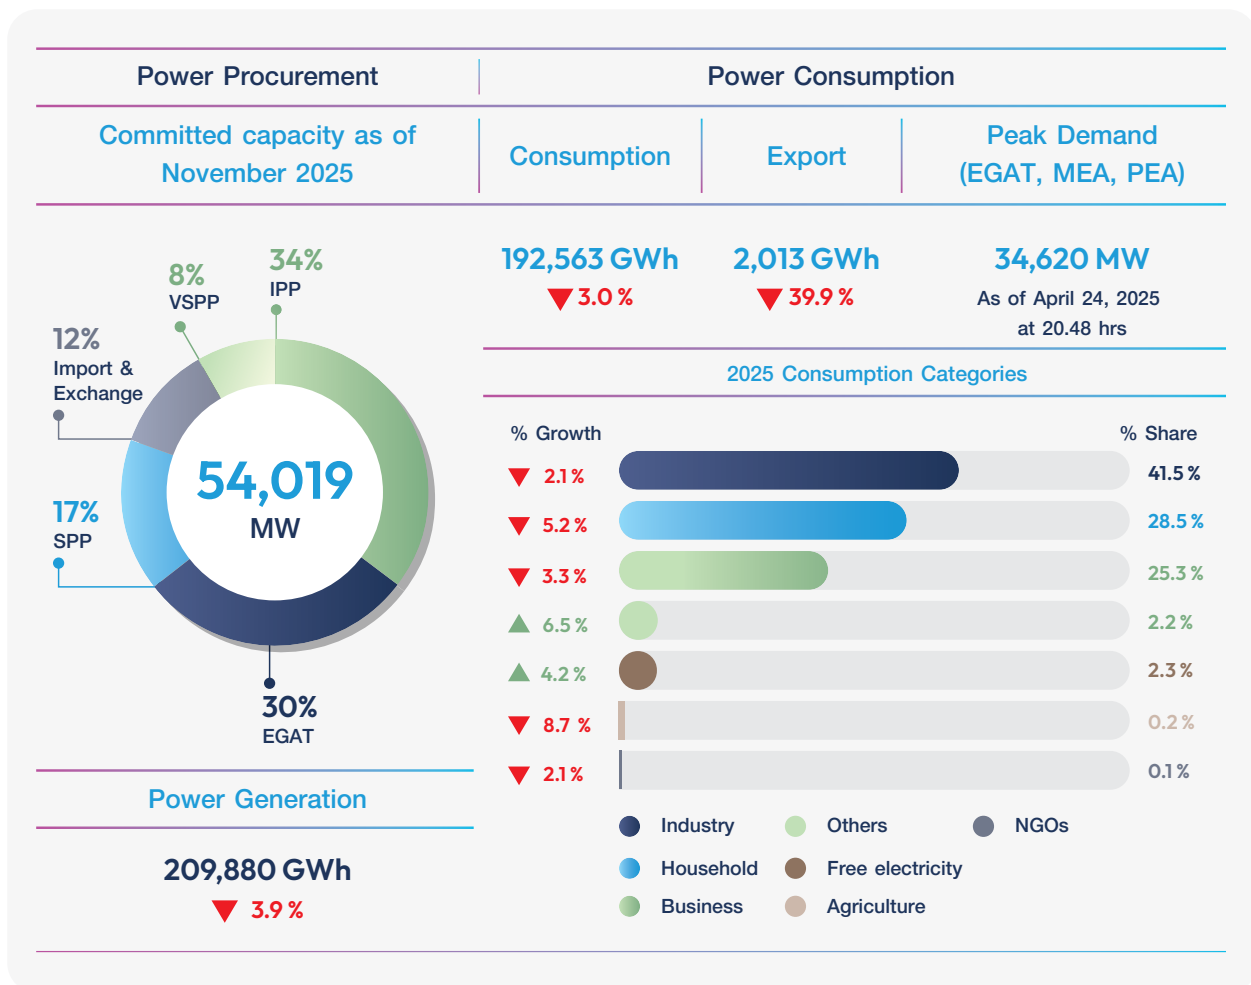 Power Procurement
Power Consumption
Committed capacity as of
November 2025
Consumption
Export
Peak Demand
(EGAT, MEA, PEA)
34%
IPP
8%
VSPP
12%
Import &
Exchange
17%
SPP
54,019
MW
30%
EGAT
Power Generation
209,880 GWh
3.9 %
192,563 GWh
3.0 %
2,013 GWh
39.9 %
34,620 MW
As of April 24, 2025
at 20.48 hrs
2025 Consumption Categories
% Growth
% Share
2.1 %
41.5 %
5.2 %
28.5 %
3.3 %
25.3 %
6.5 %
2.2 %
4.2 %
2.3 %
8.7 %
0.2 %
2.1 %
0.1 %
Industry
Others
NGOs
Household
Free electricity
Business
Agriculture